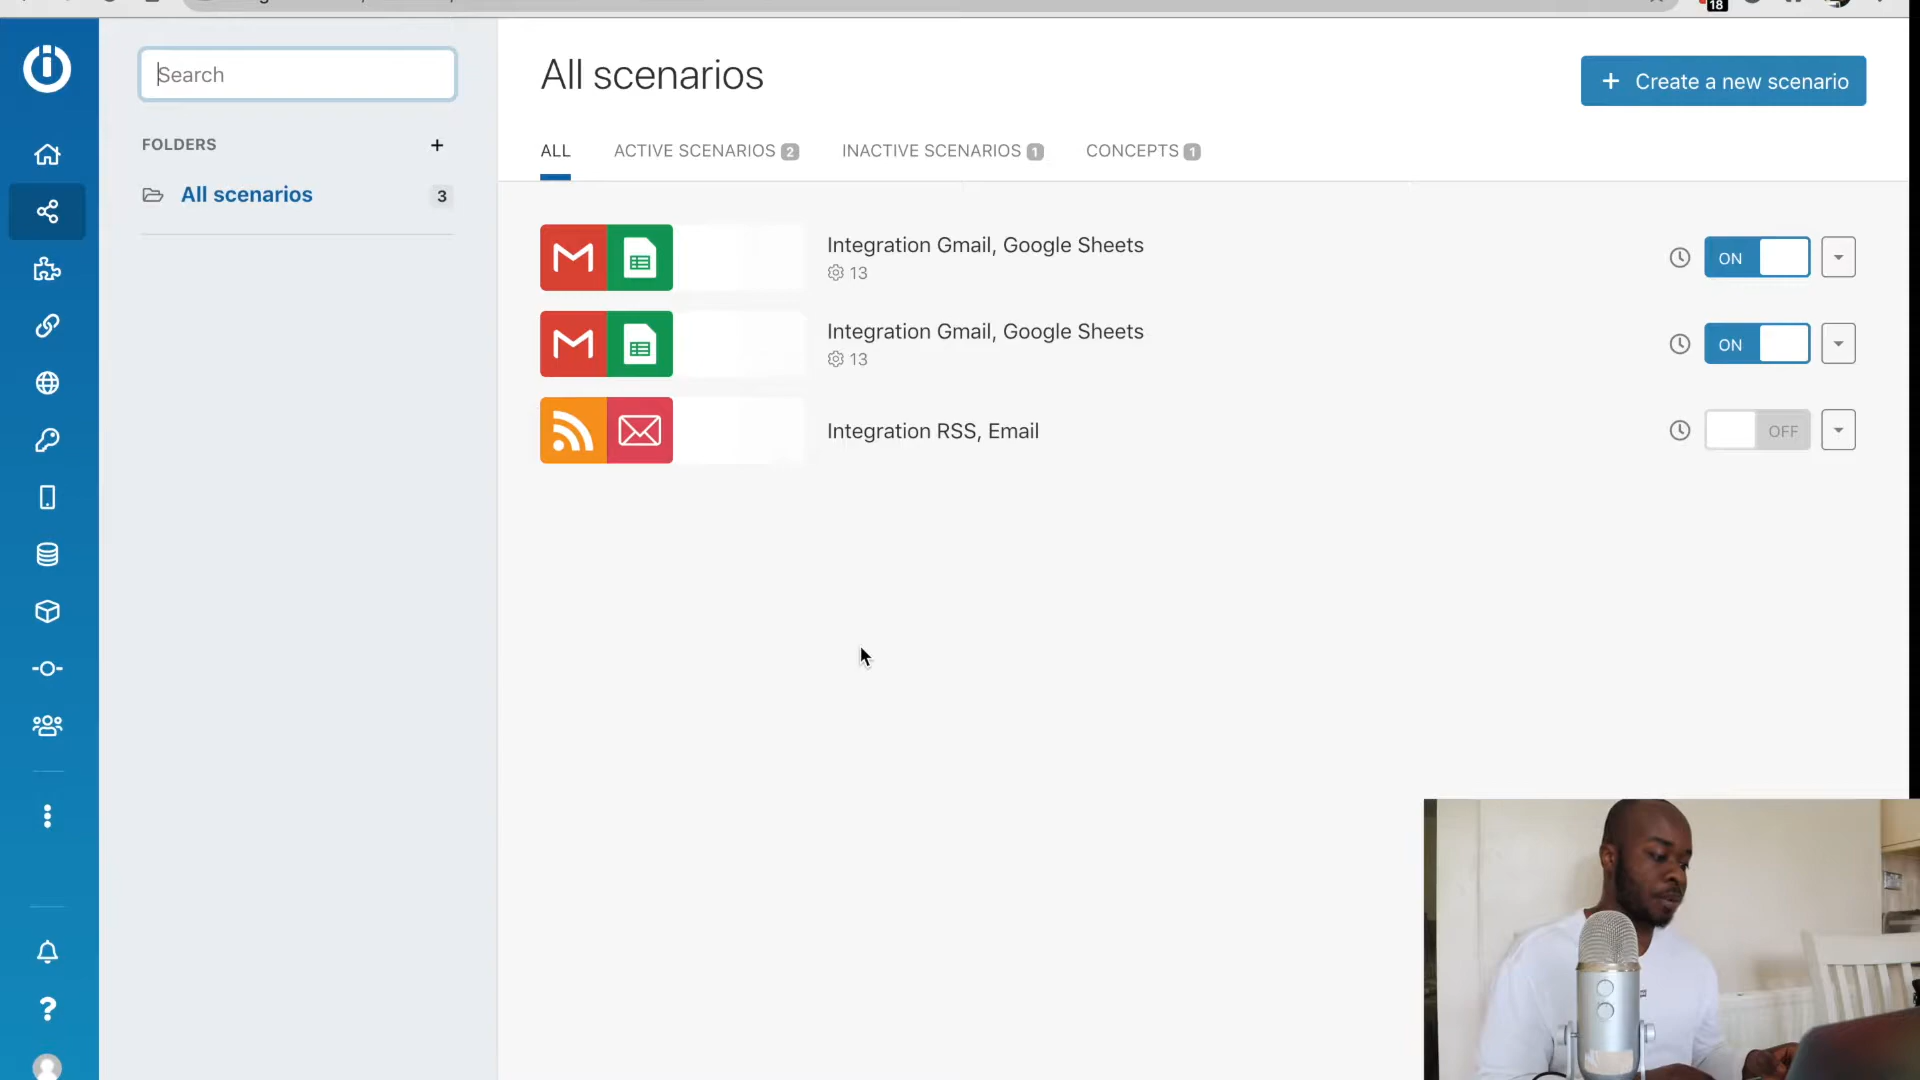 18
Search
All scenarios
+ Create a new scenario
FOLDERS +
ALL ACTIVE SCENARIOS 2 INACTIVE SCENARIOS 1 CONCEPTS 1
All scenarios 3
Integration Gmail, Google Sheets
13
ON
Integration Gmail, Google Sheets
13
ON
Integration RSS, Email
OFF
?